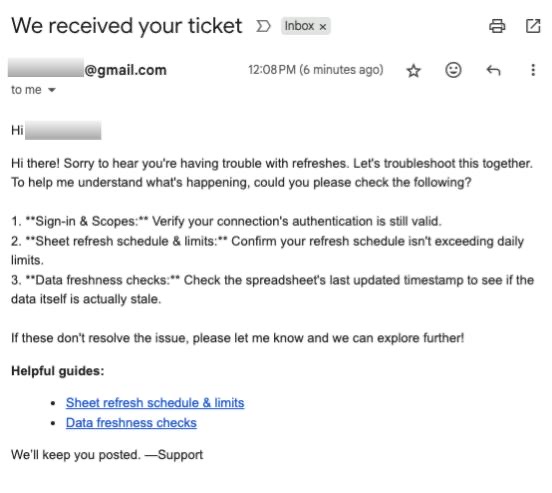 We received your ticket Inbox ×
@gmail.com 12:08 PM (6 minutes ago)
to me
Hi
Hi there! Sorry to hear you're having trouble with refreshes. Let's troubleshoot this together.
To help me understand what's happening, could you please check the following?
1. **Sign-in & Scopes:** Verify your connection's authentication is still valid.
2. **Sheet refresh schedule & limits:** Confirm your refresh schedule isn't exceeding daily
limits.
3. **Data freshness checks:** Check the spreadsheet's last updated timestamp to see if the
data itself is actually stale.
If these don't resolve the issue, please let me know and we can explore further!
Helpful guides:
• Sheet refresh schedule & limits
• Data freshness checks
We'll keep you posted. —Support